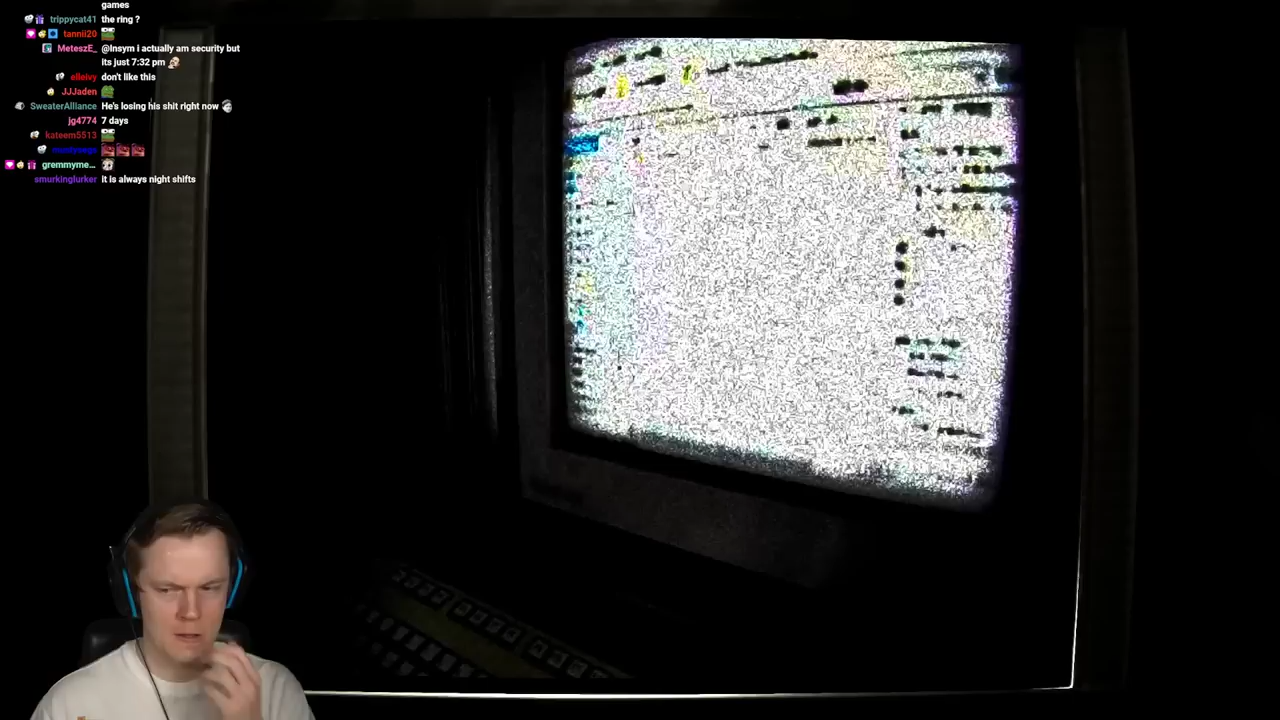 games
trippycat41 the ring ?
tannii20
MeteszE_ @Insym i actually am security but
its just 7:32 pm
elleivy don't like this
JJJaden
SweaterAlliance He's losing his shit right now
jg4774 7 days
kateem5513
gremmyme...
smurkinglurker it is always night shifts